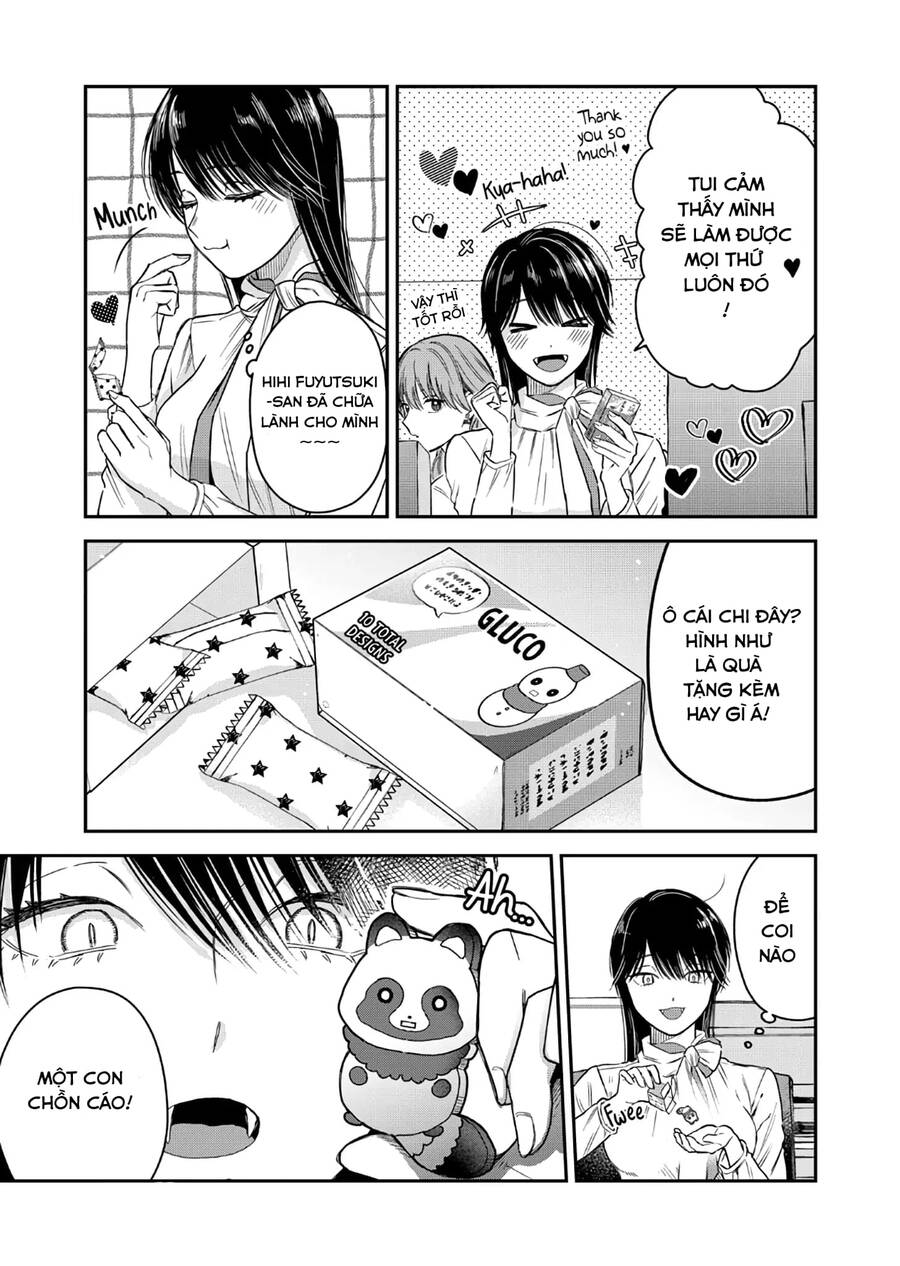 Thank
you so
much! ♥
TUI CẢM
THẤY MÌNH
SẼ LÀM ĐƯỢC
MỌI THỨ
LUÔN ĐÓ
!
Kya-haha!
VẬY THÌ
TỐT RỒI
Munch
HIHI FUYUTSUKI
-SAN ĐÃ CHỮA
LÀNH CHO MÌNH
~~~
Ô CÁI CHI ĐÂY?
HÌNH NHƯ
LÀ QUÀ
TẶNG KÈM
HAY GÌ Á!
GLUCO
10 TOTAL
DESIGNS
ĐỂ
COI
NÀO
Fwee
Ah...
MỘT CON
CHỒN CÁO!